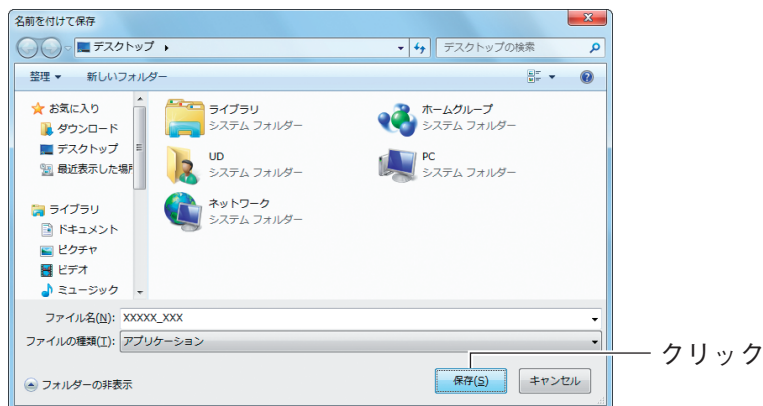 名前を付けて保存
デスクトップ
デスクトップの検索
整理
新しいフォルダー
お気に入り
ダウンロード
デスクトップ
最近表示した場所
ライブラリ
ドキュメント
ピクチャ
ビデオ
ミュージック
ライブラリ
システム フォルダー
ホームグループ
システム フォルダー
UD
システム フォルダー
PC
システム フォルダー
ネットワーク
システム フォルダー
ファイル名(N): XXXXX_XXX
ファイルの種類(T): アプリケーション
フォルダーの非表示
保存(S)
キャンセル
クリック